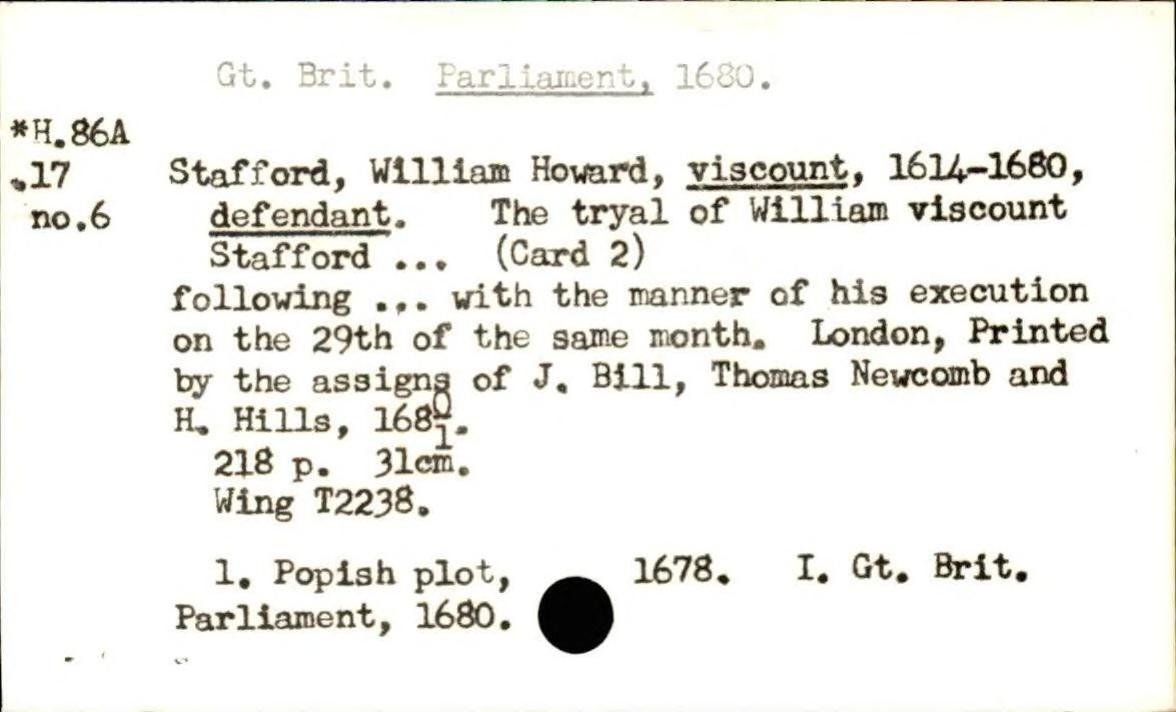 Gt. Brit. Parliament, 1680.
*H.86A
.17 Stafford, William Howard, viscount, 1614-1680,
no.6 defendant. The tryal of William viscount
Stafford ... (Card 2)
following ... with the manner of his execution
on the 29th of the same month. London, Printed
by the assigns of J. Bill, Thomas Newcomb and
H. Hills, 1680/1.
218 p. 31cm.
Wing T2238.
1. Popish plot, 1678. I. Gt. Brit.
Parliament, 1680.